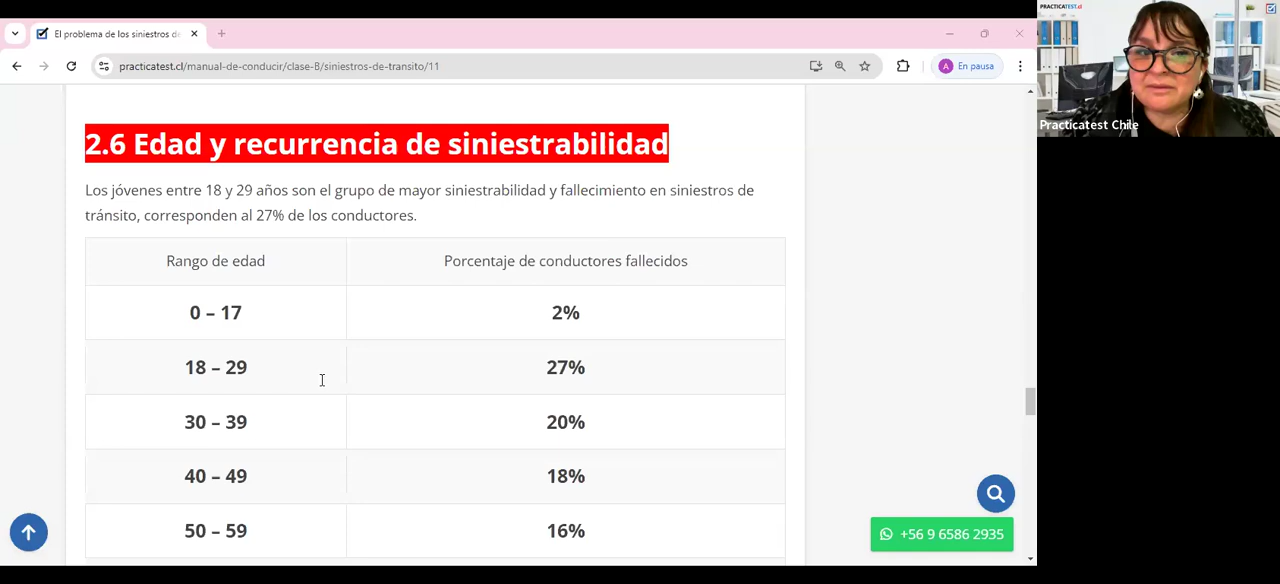 El problema de los siniestros de
practicatest.cl/manual-de-conducir/clase-B/siniestros-de-transito/11
A
En pausa
PRACTICATEST.cl
Practicatest Chile
2.6 Edad y recurrencia de siniestrabilidad
Los jóvenes entre 18 y 29 años son el grupo de mayor siniestrabilidad y fallecimiento en siniestros de
tránsito, corresponden al 27% de los conductores.
Rango de edad Porcentaje de conductores fallecidos
0 – 17 2%
18 – 29 27%
30 – 39 20%
40 – 49 18%
50 – 59 16%
+56 9 6586 2935